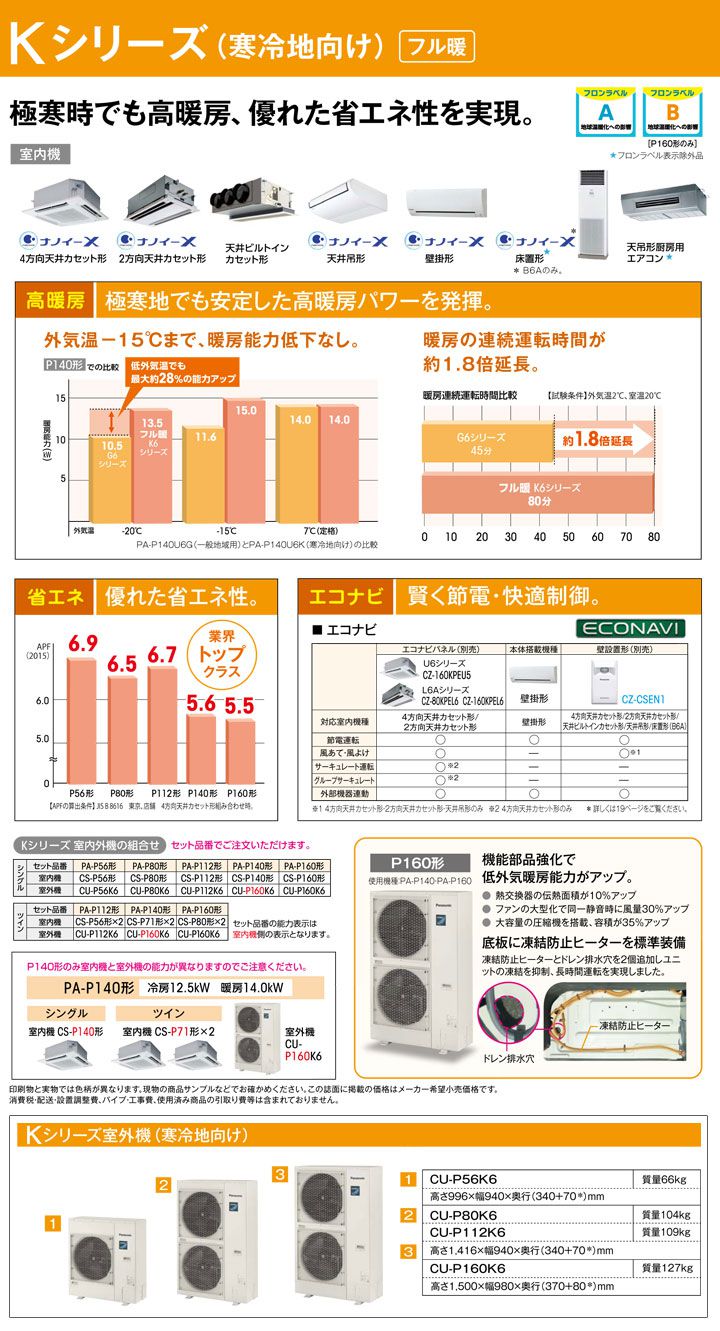 Kシリーズ（寒冷地向け） フル暖
極寒時でも高暖房、優れた省エネ性を実現。
フロンラベル
A
地球温暖化への影響
フロンラベル
B
地球温暖化への影響
[P160形のみ]
★フロンラベル表示除外品
室内機
ナノイーX
4方向天井カセット形
ナノイーX
2方向天井カセット形
天井ビルトイン
カセット形
ナノイーX
天井吊形
ナノイーX
壁掛形
ナノイーX＊
床置形★
＊ B6Aのみ。
天吊形厨房用
エアコン★
高暖房 極寒地でも安定した高暖房パワーを発揮。
外気温－15℃まで、暖房能力低下なし。
P140形 での比較
低外気温でも
最大約28%の能力アップ
暖房能力(kW)
15
10
5
10.5
G6
シリーズ
13.5
フル暖
K6
シリーズ
11.6
15.0
14.0
14.0
外気温 -20℃ -15℃ 7℃(定格)
PA-P140U6G（一般地域用）とPA-P140U6K（寒冷地向け）の比較
暖房の連続運転時間が
約1.8倍延長。
暖房連続運転時間比較 【試験条件】外気温2℃、室温20℃
G6シリーズ
45分
約1.8倍延長
フル暖 K6シリーズ
80分
0 10 20 30 40 50 60 70 80
省エネ 優れた省エネ性。
APF
(2015)
6.0
5.0
0
6.9
6.5
6.7
5.6
5.5
業界
トップ
クラス
P56形 P80形 P112形 P140形 P160形
【APFの算出条件】JIS B 8616 東京、店舗 4方向天井カセット形組み合わせ時。
エコナビ 賢く節電・快適制御。
■ エコナビ
ECONAVI
エコナビパネル（別売） 本体搭載機種 壁設置形（別売）
U6シリーズ
CZ-160KPEU5
L6Aシリーズ
CZ-80KPEL6 CZ-160KPEL6
壁掛形
CZ-CSEN1
対応室内機種 4方向天井カセット形/2方向天井カセット形 壁掛形 4方向天井カセット形/2方向天井カセット形/天井ビルトインカセット形/天井吊形/床置形(B6A)
節電運転 ○ ○ ○
風あて・風よけ ○ — ○※1
サーキュレート運転 ○※2 — —
グループサーキュレート ○※2 — —
外部機器連動 ○ ○ ○
※1 4方向天井カセット形・2方向天井カセット形・天井吊形のみ ※2 4方向天井カセット形のみ ＊詳しくは19ページをご覧ください。
Kシリーズ 室内外機の組合せ セット品番でご注文いただけます。
シングル
セット品番 PA-P56形 PA-P80形 PA-P112形 PA-P140形 PA-P160形
室内機 CS-P56形 CS-P80形 CS-P112形 CS-P140形 CS-P160形
室外機 CU-P56K6 CU-P80K6 CU-P112K6 CU-P160K6 CU-P160K6
ツイン
セット品番 PA-P112形 PA-P140形 PA-P160形
室内機 CS-P56形×2 CS-P71形×2 CS-P80形×2
室外機 CU-P112K6 CU-P160K6 CU-P160K6
セット品番の能力表示は
室内機側の表示となります。
P140形のみ室内機と室外機の能力が異なりますのでご注意ください。
PA-P140形 冷房12.5kW 暖房14.0kW
シングル
室内機 CS-P140形
ツイン
室内機 CS-P71形×2
室外機
CU-
P160K6
P160形
使用機種:PA-P140・PA-P160
Panasonic
機能部品強化で
低外気暖房能力がアップ。
● 熱交換器の伝熱面積が10%アップ
● ファンの大型化で同一静音時に風量30%アップ
● 大容量の圧縮機を搭載、容積が35%アップ
底板に凍結防止ヒーターを標準装備
凍結防止ヒーターとドレン排水穴を2個追加しユニ
ットの凍結を抑制、長時間運転を実現しました。
凍結防止ヒーター
ドレン排水穴
印刷物と実物では色柄が異なります。現物の商品サンプルなどでお確かめください。この誌面に掲載の価格はメーカー希望小売価格です。
消費税・配送・設置調整費、パイプ・工事費、使用済み商品の引取り費等は含まれておりません。
Kシリーズ室外機（寒冷地向け）
1
2
3
Panasonic
1 CU-P56K6 質量66kg
高さ996×幅940×奥行(340+70＊)mm
2 CU-P80K6 質量104kg
CU-P112K6 質量109kg
高さ1,416×幅940×奥行(340+70＊)mm
3 CU-P160K6 質量127kg
高さ1,500×幅980×奥行(370+80＊)mm